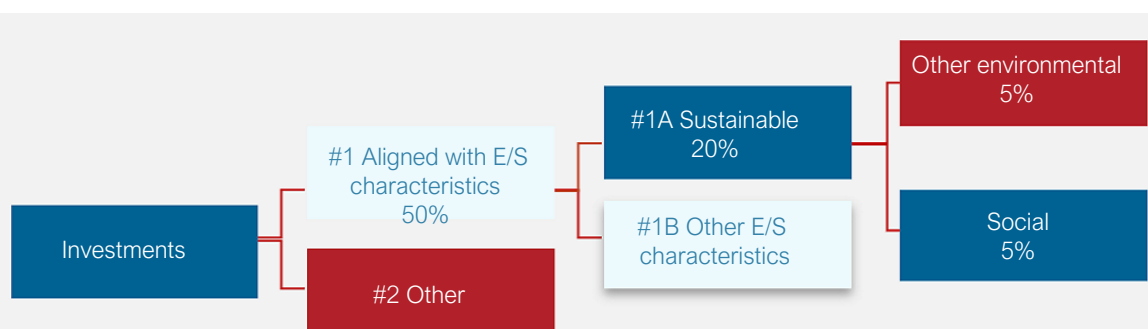 Investments
#1 Aligned with E/S
characteristics
50%
#2 Other
#1A Sustainable
20%
#1B Other E/S
characteristics
Other environmental
5%
Social
5%